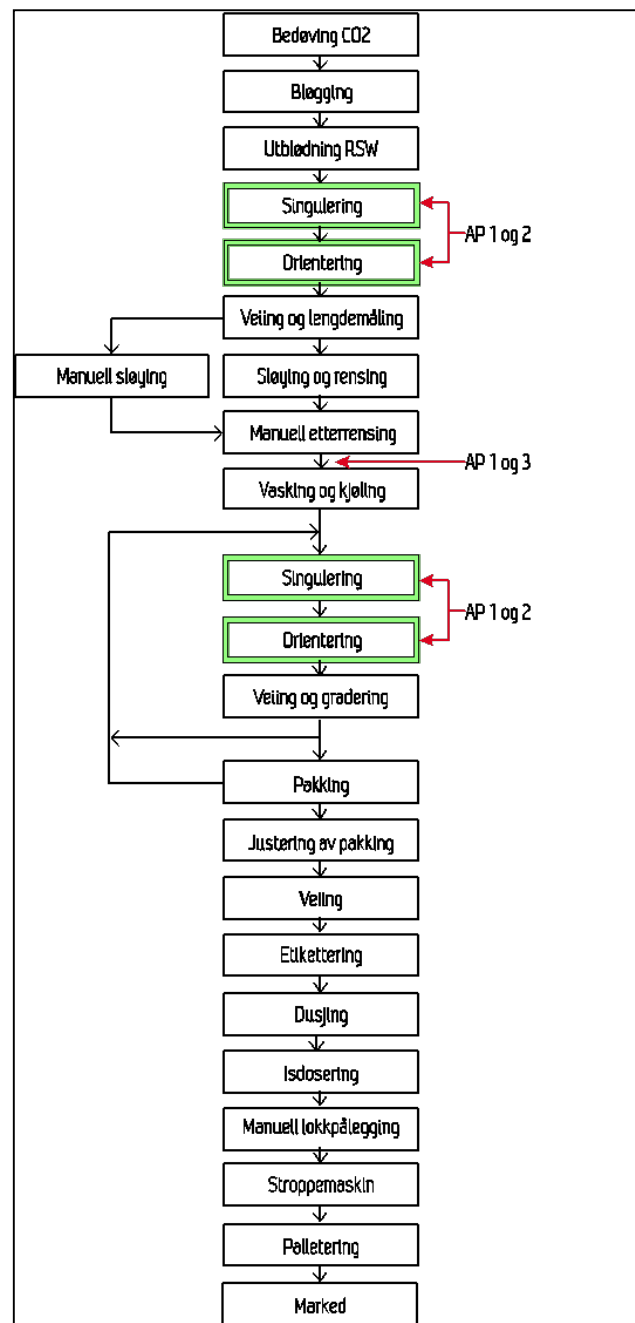 Bedøving CO2
Bløgging
Utblødning RSW
Singulering
AP 1 og 2
Orientering
Veiing og lengdemåling
Manuell sløying
Sløying og rensing
Manuell etterrensing
AP 1 og 3
Vasking og kjøling
Singulering
AP 1 og 2
Orientering
Veiing og gradering
Pakking
Justering av pakking
Veiing
Etikettering
Dusjing
Isdosering
Manuell lokkpålegging
Stroppemaskin
Palletering
Marked